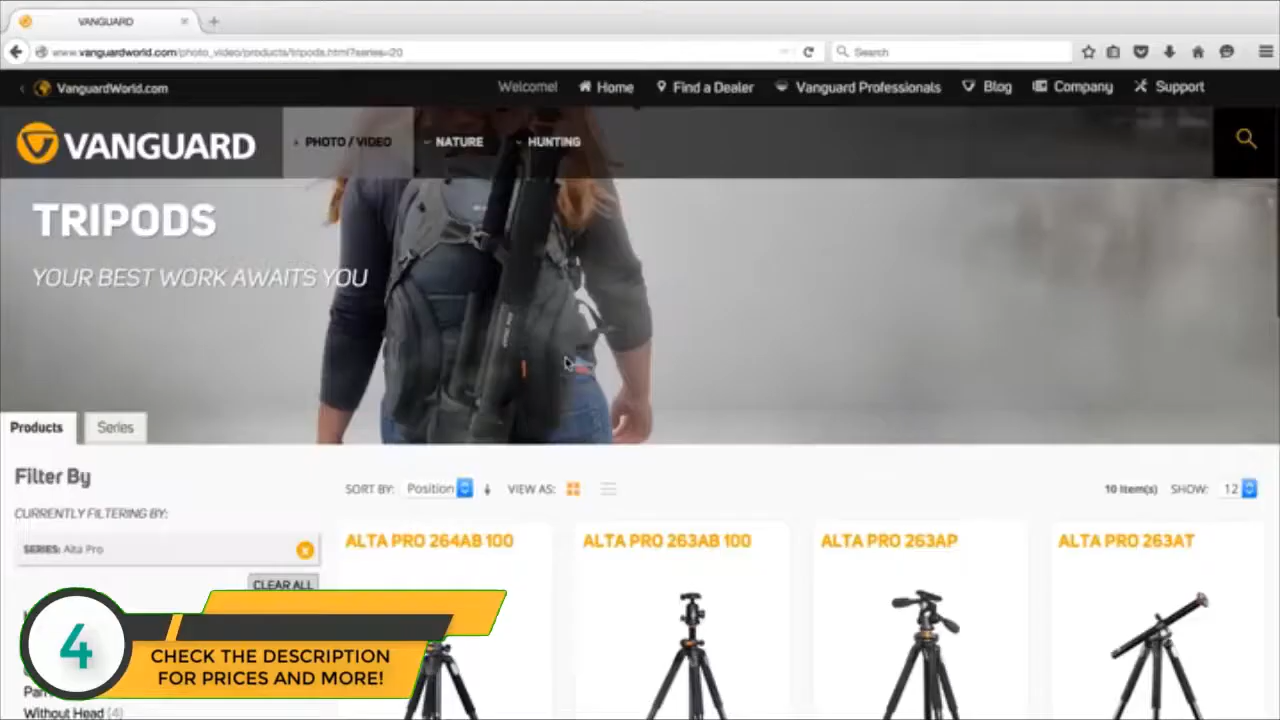 VANGUARD
www.vanguardworld.com/photo_video/products/tripods.html?series=20
Search
VanguardWorld.com
Welcome!
Home
Find a Dealer
Vanguard Professionals
Blog
Company
Support
VANGUARD
PHOTO / VIDEO
NATURE
HUNTING
TRIPODS
YOUR BEST WORK AWAITS YOU
Products
Series
Filter By
CURRENTLY FILTERING BY:
SERIES: Alta Pro
CLEAR ALL
SORT BY: Position
VIEW AS:
10 Item(s)
SHOW: 12
ALTA PRO 264AB 100
ALTA PRO 263AB 100
ALTA PRO 263AP
ALTA PRO 263AT
4
CHECK THE DESCRIPTION
FOR PRICES AND MORE!
Without Head (4)